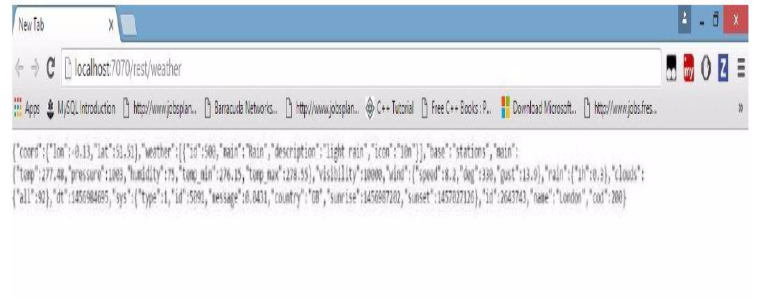 New Tab
localhost:7070/rest/weather
Apps MySQL Introduction http://www.jobsplan... Barracuda Networks... http://www.jobsplan... C++ Tutorial Free C++ Books : P... Download Microsoft... http://www.jobs.fres... »
{"coord":{"lon":-0.13,"lat":51.51},"weather":[{"id":500,"main":"Rain","description":"light rain","icon":"10n"}],"base":"stations","main":
{"temp":277.48,"pressure":1003,"humidity":75,"temp_min":276.15,"temp_max":278.55},"visibility":10000,"wind":{"speed":8.2,"deg":330,"gust":13.9},"rain":{"1h":0.3},"clouds":
{"all":92},"dt":1456984695,"sys":{"type":1,"id":5091,"message":0.0431,"country":"GB","sunrise":1456987202,"sunset":1457027126},"id":2643743,"name":"London","cod":200}